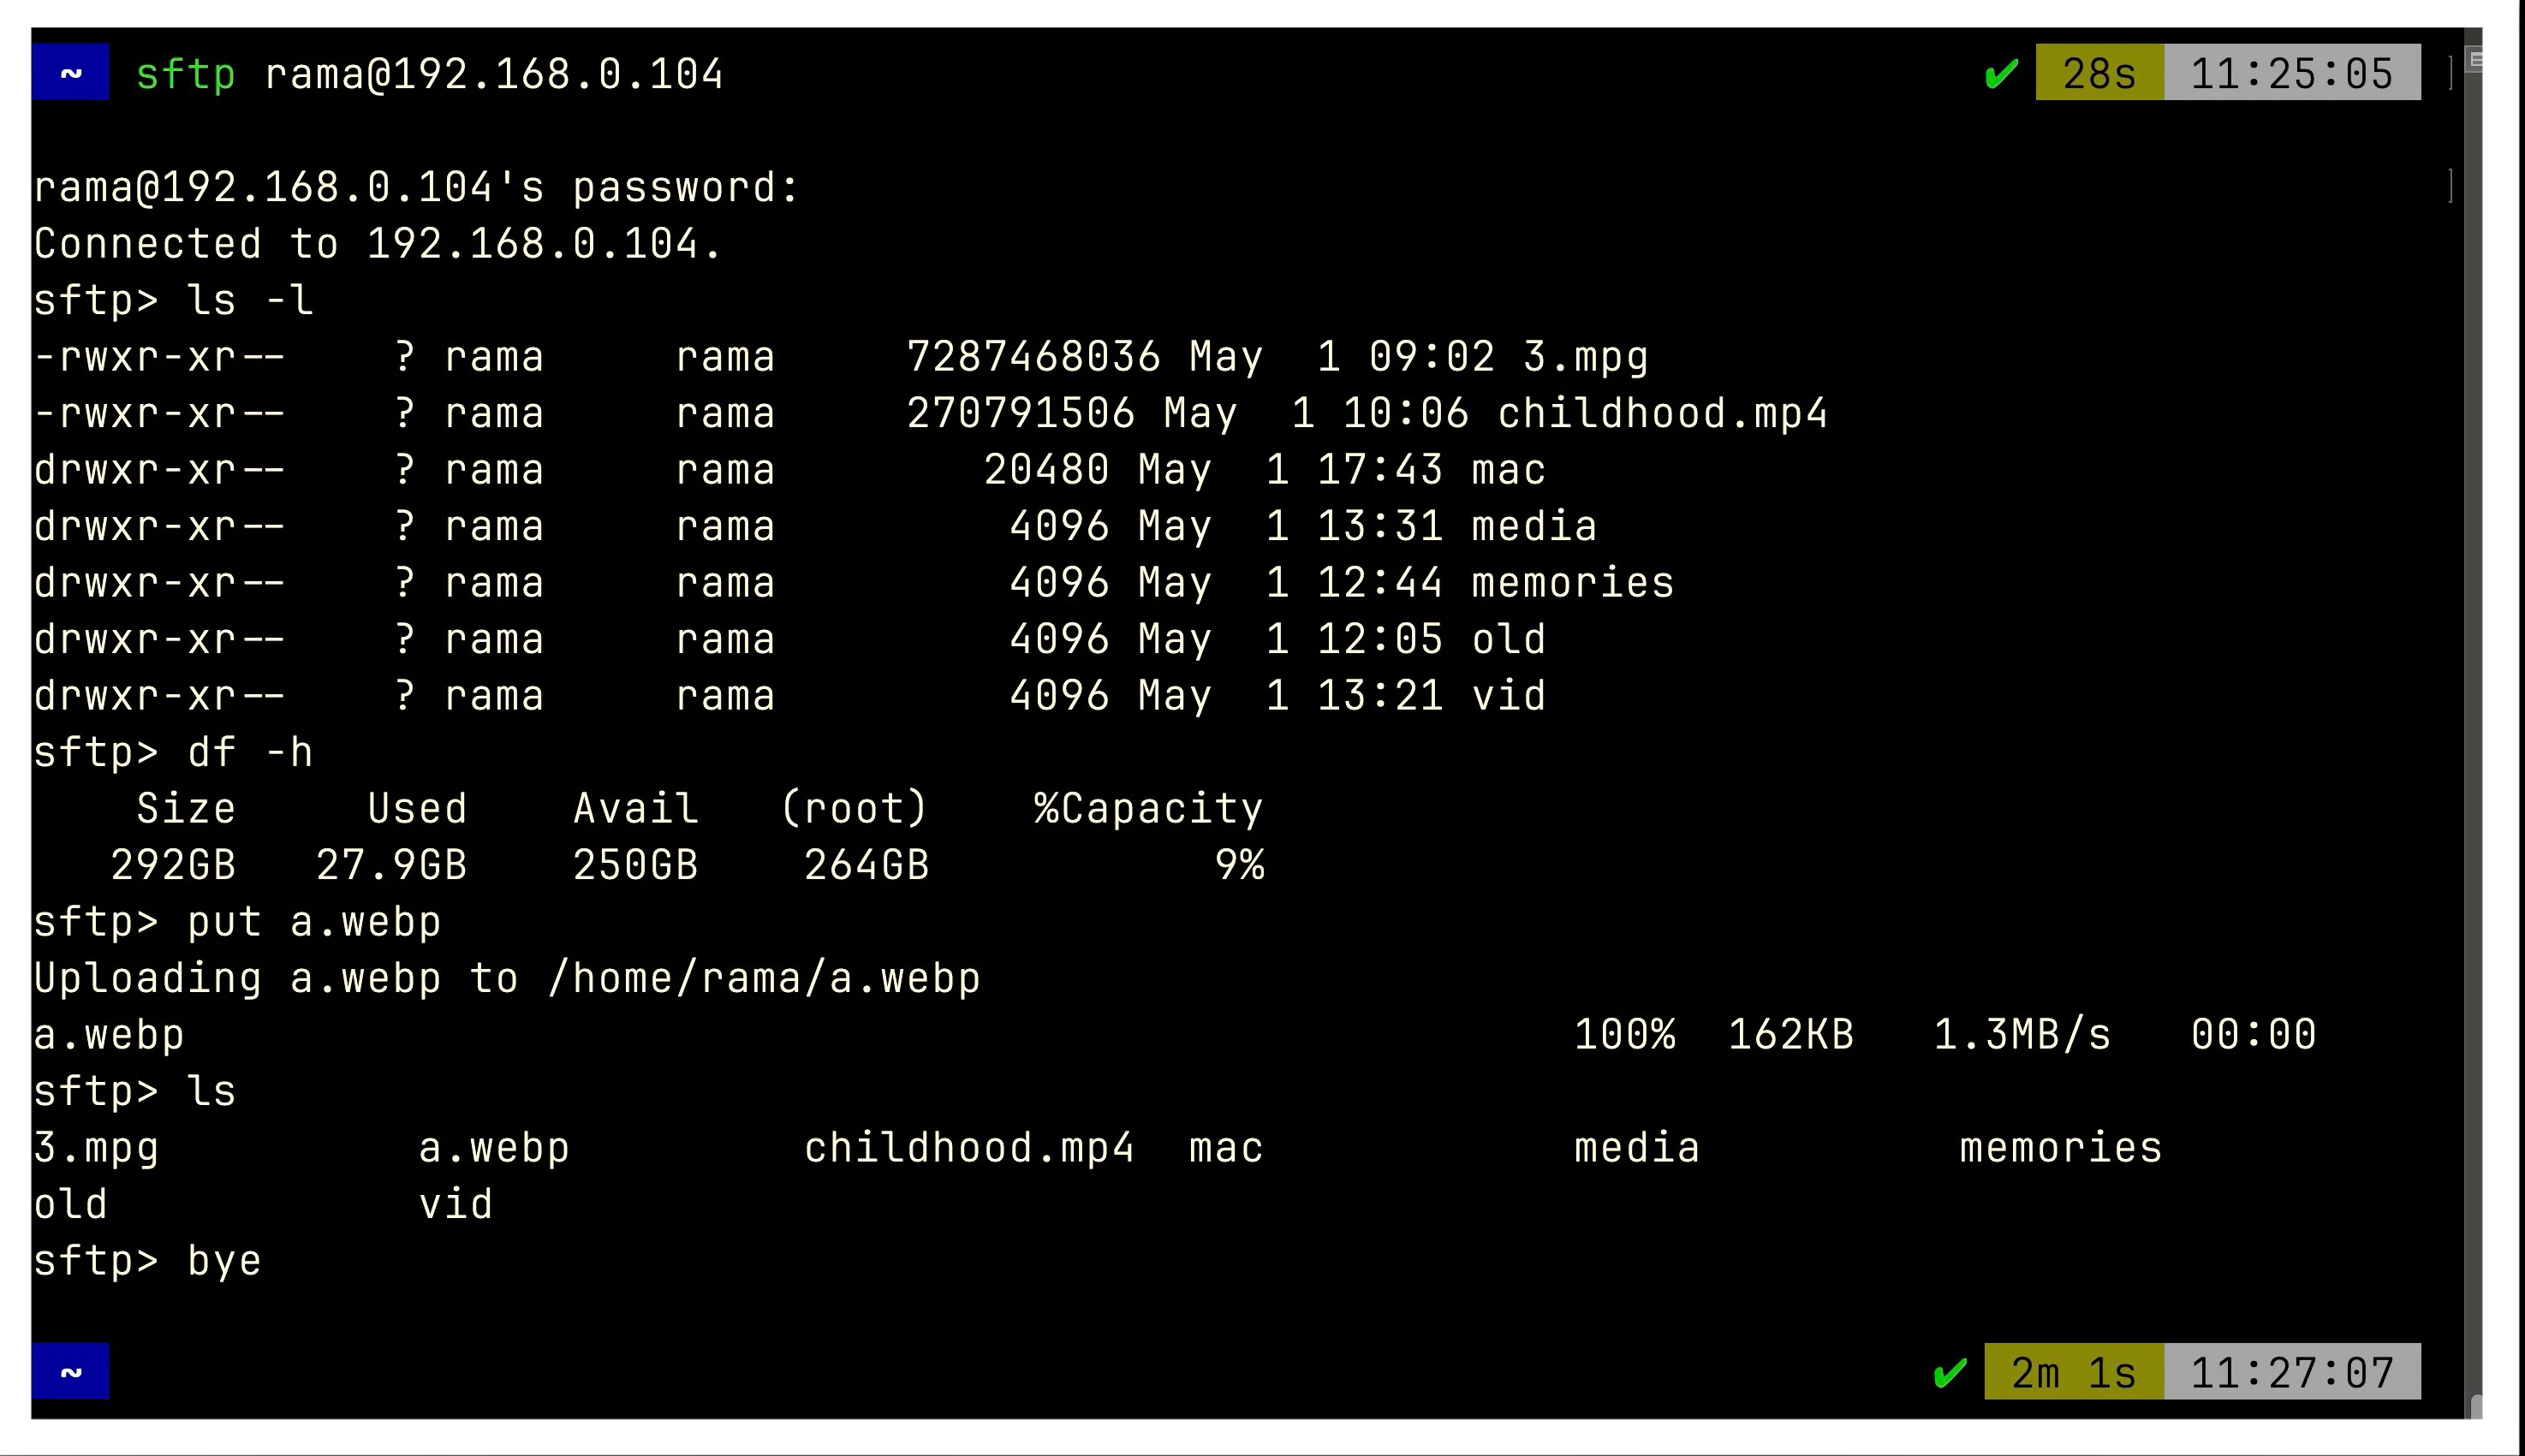 ~ sftp rama@192.168.0.104 ✔ 28s 11:25:05 ]
rama@192.168.0.104's password: ]
Connected to 192.168.0.104.
sftp> ls -l
-rwxr-xr--    ? rama     rama     7287468036 May  1 09:02 3.mpg
-rwxr-xr--    ? rama     rama     270791506 May  1 10:06 childhood.mp4
drwxr-xr--    ? rama     rama        20480 May  1 17:43 mac
drwxr-xr--    ? rama     rama         4096 May  1 13:31 media
drwxr-xr--    ? rama     rama         4096 May  1 12:44 memories
drwxr-xr--    ? rama     rama         4096 May  1 12:05 old
drwxr-xr--    ? rama     rama         4096 May  1 13:21 vid
sftp> df -h
    Size     Used    Avail   (root)    %Capacity
   292GB   27.9GB    250GB    264GB           9%
sftp> put a.webp
Uploading a.webp to /home/rama/a.webp
a.webp                                                      100%  162KB   1.3MB/s   00:00
sftp> ls
3.mpg          a.webp         childhood.mp4  mac            media          memories
old            vid
sftp> bye
~ ✔ 2m 1s 11:27:07